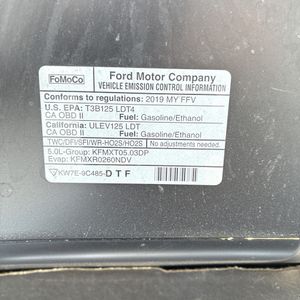 FoMoCo
Ford Motor Company
VEHICLE EMISSION CONTROL INFORMATION
Conforms to regulations: 2019 MY FFV
U.S. EPA: T3B125 LDT4
CA OBD II Fuel: Gasoline/Ethanol
California: ULEV125 LDT
CA OBD II Fuel: Gasoline/Ethanol
TWC/DFI/SFI/WR-HO2S/HO2S
No adjustments needed.
5.0L-Group: KFMXT05.03DP
Evap: KFMXR0260NDV
KW7E-9C485-DTF